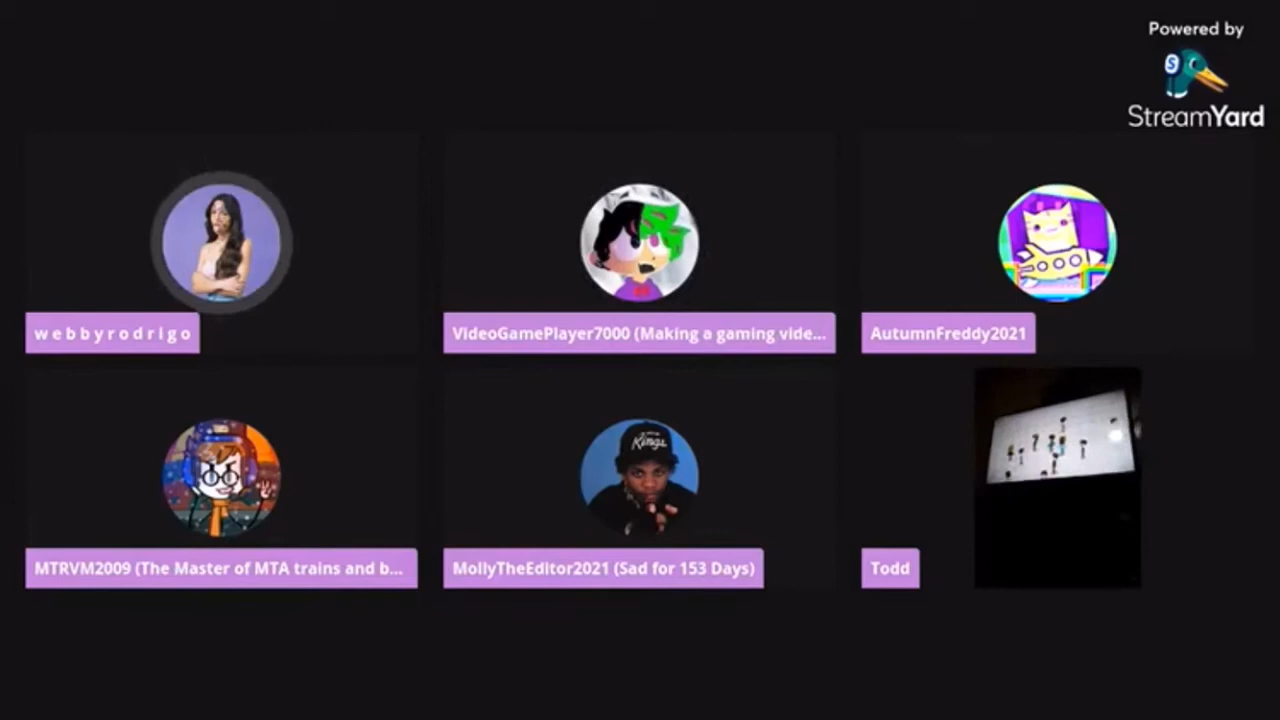 Powered by
StreamYard
w e b b y r o d r i g o
VideoGamePlayer7000 (Making a gaming vide...
AutumnFreddy2021
Kings
MTRVM2009 (The Master of MTA trains and b...
MollyTheEditor2021 (Sad for 153 Days)
Todd